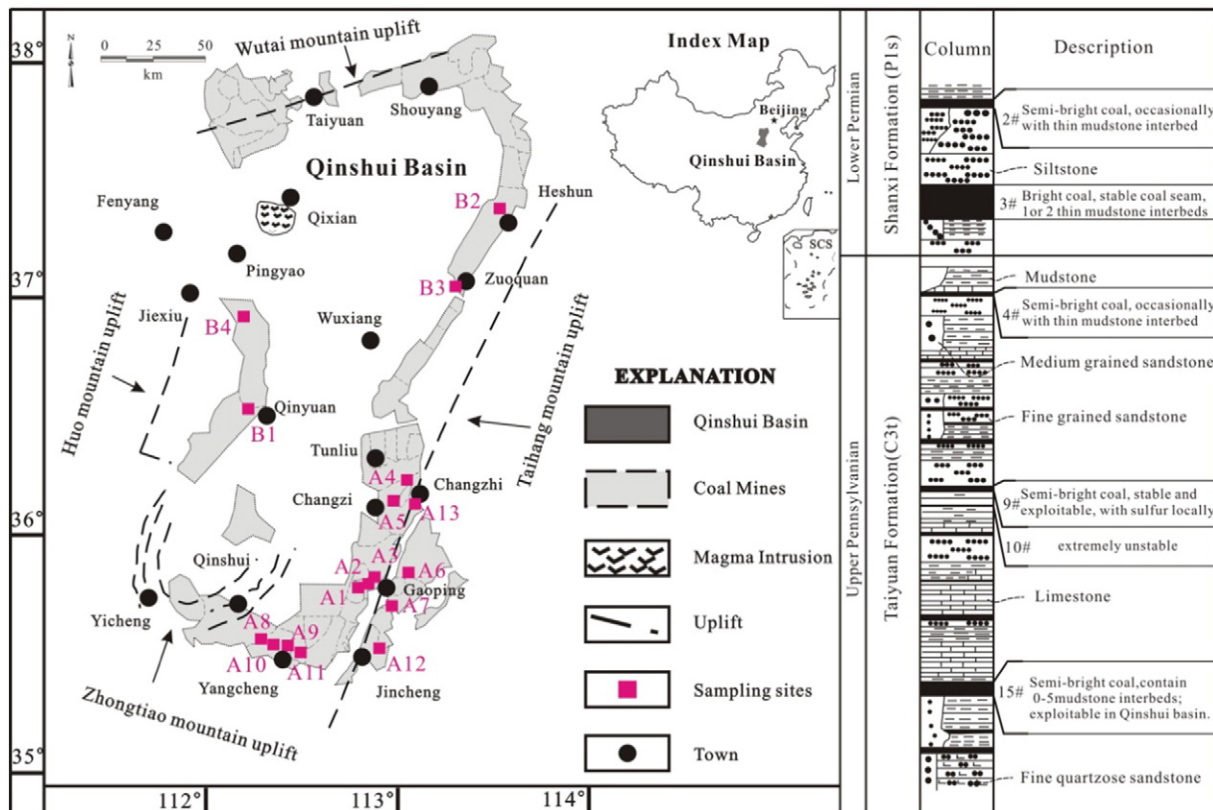 38°
37°
36°
35°
112°
113°
114°
N
0 25 50
km
Wutai mountain uplift
Taiyuan
Shouyang
Qinshui Basin
Fenyang
Qixian
Pingyao
Heshun
B2
Zuoquan
B3
Jiexiu
B4
Wuxiang
Huo mountain uplift
Taihang mountain uplift
Qinyuan
B1
Tunliu
A4
Changzhi
Changzi
A5
A13
Qinshui
A2
A3
A6
A1
Gaoping
A7
Yicheng
A8
A9
A10
A11
A12
Yangcheng
Jincheng
Zhongtiao mountain uplift
Index Map
Beijing
Qinshui Basin
SCS
EXPLANATION
Qinshui Basin
Coal Mines
Magma Intrusion
Uplift
Sampling sites
Town
Lower Permian
Upper Pennsylvanian
Shanxi Formation (P1s)
Taiyuan Formation(C3t)
Column
Description
2# Semi-bright coal, occasionally
with thin mudstone interbed
Siltstone
3# Bright coal, stable coal seam,
1or 2 thin mudstone interbeds
Mudstone
4# Semi-bright coal, occasionally
with thin mudstone interbed
Medium grained sandstone
Fine grained sandstone
9# Semi-bright coal, stable and
exploitable, with sulfur locally
10# extremely unstable
Limestone
15# Semi-bright coal,contain
0-5mudstone interbeds;
exploitable in Qinshui basin.
Fine quartzose sandstone